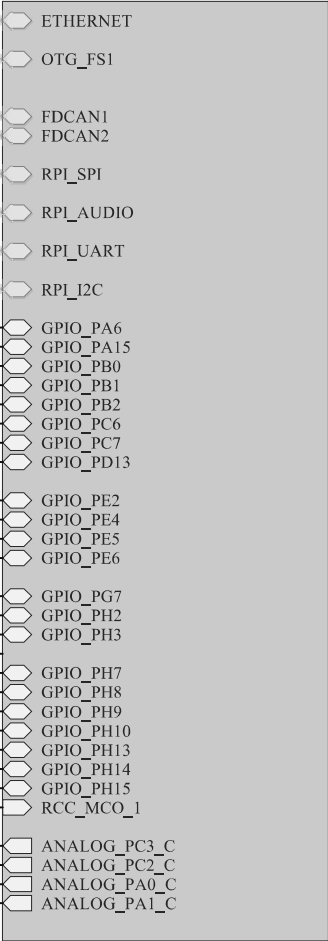 ETHERNET
OTG_FS1
FDCAN1
FDCAN2
RPI_SPI
RPI_AUDIO
RPI_UART
RPI_I2C
GPIO_PA6
GPIO_PA15
GPIO_PB0
GPIO_PB1
GPIO_PB2
GPIO_PC6
GPIO_PC7
GPIO_PD13
GPIO_PE2
GPIO_PE4
GPIO_PE5
GPIO_PE6
GPIO_PG7
GPIO_PH2
GPIO_PH3
GPIO_PH7
GPIO_PH8
GPIO_PH9
GPIO_PH10
GPIO_PH13
GPIO_PH14
GPIO_PH15
RCC_MCO_1
ANALOG_PC3_C
ANALOG_PC2_C
ANALOG_PA0_C
ANALOG_PA1_C